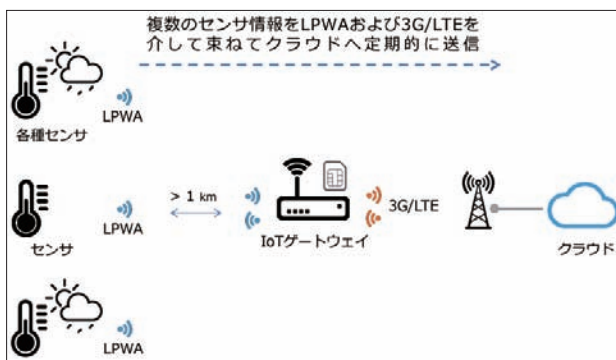 複数のセンサ情報をLPWAおよび3G/LTEを
介して束ねてクラウドへ定期的に送信
LPWA
各種センサ
> 1 km
3G/LTE
LPWA
センサ
IoTゲートウェイ
クラウド
LPWA